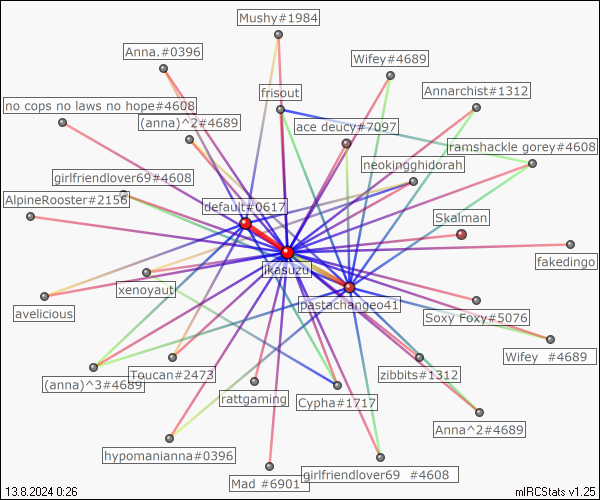 Mushy#1984
Anna.#0396
Wifey#4689
frisout
Annarchist#1312
no cops no laws no hope#4608
(anna)^2#4689
ace deucy#7097
ramshackle gorey#4608
neokingghidorah
girlfriendlover69#4608
AlpineRooster#2156
default#0617
Skalman
fakedingo
ikasuzu
xenoyaut
pastachangeo41
avelicious
Soxy Foxy#5076
Wifey #4689
(anna)^3#4689
Toucan#2473
zibbits#1312
rattgaming
Cypha#1717
Anna^2#4689
hypomanianna#0396
girlfriendlover69 #4608
Mad #6901
13.8.2024 0:26
mIRCStats v1.25